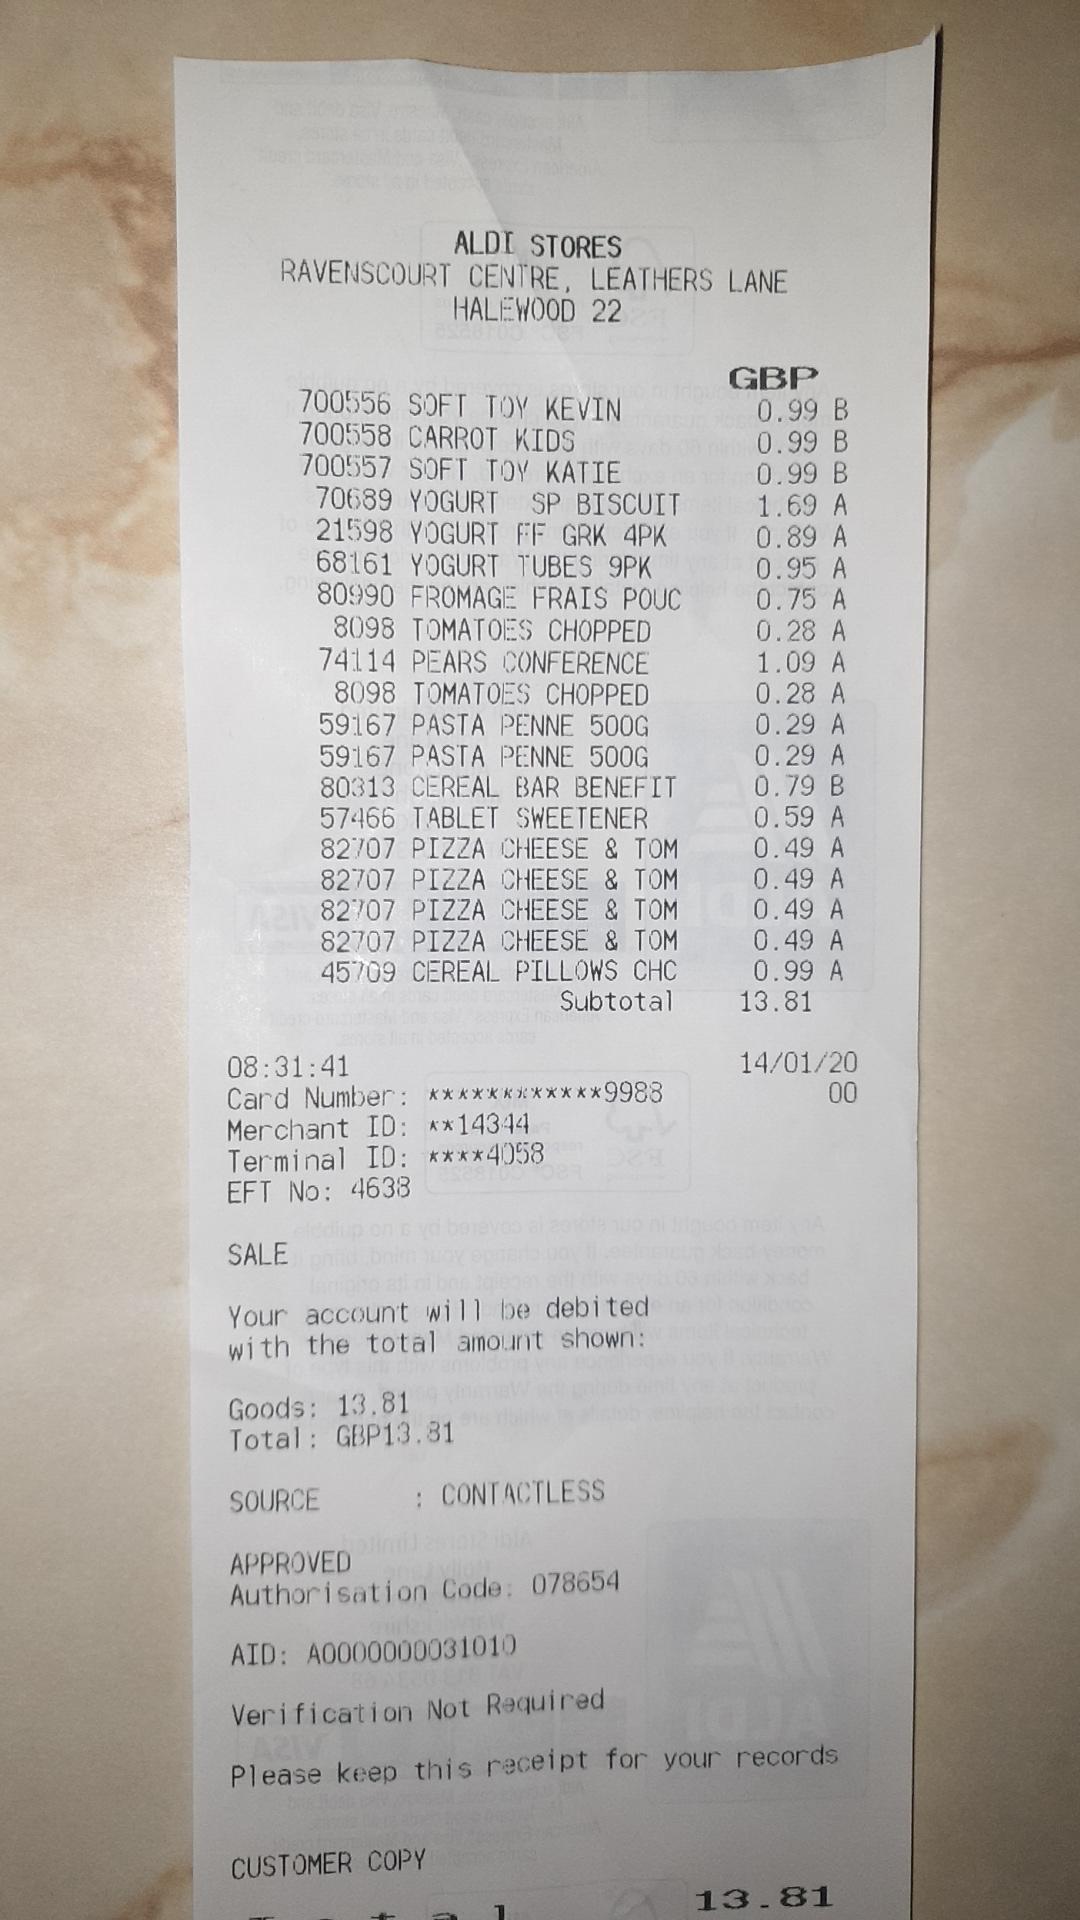 ALDI STORES
RAVENSCOURT CENTRE, LEATHERS LANE
HALEWOOD 22
GBP
700556 SOFT TOY KEVIN 0.99 B
700558 CARROT KIDS 0.99 B
700557 SOFT TOY KATIE 0.99 B
70689 YOGURT SP BISCUIT 1.69 A
21598 YOGURT FF GRK 4PK 0.89 A
68161 YOGURT TUBES 9PK 0.95 A
80990 FROMAGE FRAIS POUC 0.75 A
8098 TOMATOES CHOPPED 0.28 A
74114 PEARS CONFERENCE 1.09 A
8098 TOMATOES CHOPPED 0.28 A
59167 PASTA PENNE 500G 0.29 A
59167 PASTA PENNE 500G 0.29 A
80313 CEREAL BAR BENEFIT 0.79 B
57466 TABLET SWEETENER 0.59 A
82707 PIZZA CHEESE & TOM 0.49 A
82707 PIZZA CHEESE & TOM 0.49 A
82707 PIZZA CHEESE & TOM 0.49 A
82707 PIZZA CHEESE & TOM 0.49 A
45709 CEREAL PILLOWS CHC 0.99 A
Subtotal 13.81
08:31:41 14/01/20
Card Number: ************9988 00
Merchant ID: **14344
Terminal ID: ****4058
EFT No: 4638
SALE
Your account will be debited
with the total amount shown:
Goods: 13.81
Total: GBP13.81
SOURCE : CONTACTLESS
APPROVED
Authorisation Code: 078654
AID: A0000000031010
Verification Not Required
Please keep this receipt for your records
CUSTOMER COPY
Total 13.81